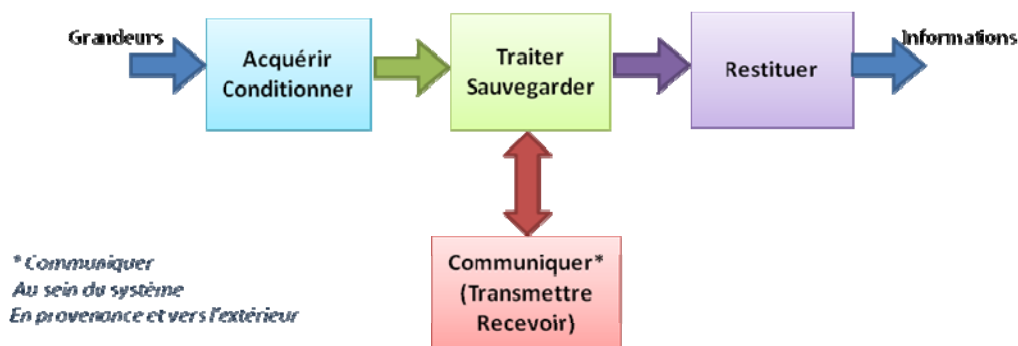 Grandeurs
Acquérir
Conditionner
Traiter
Sauvegarder
Restituer
Informations
Communiquer*
(Transmettre
Recevoir)
* Communiquer
Au sein du système
En provenance et vers l'extérieur